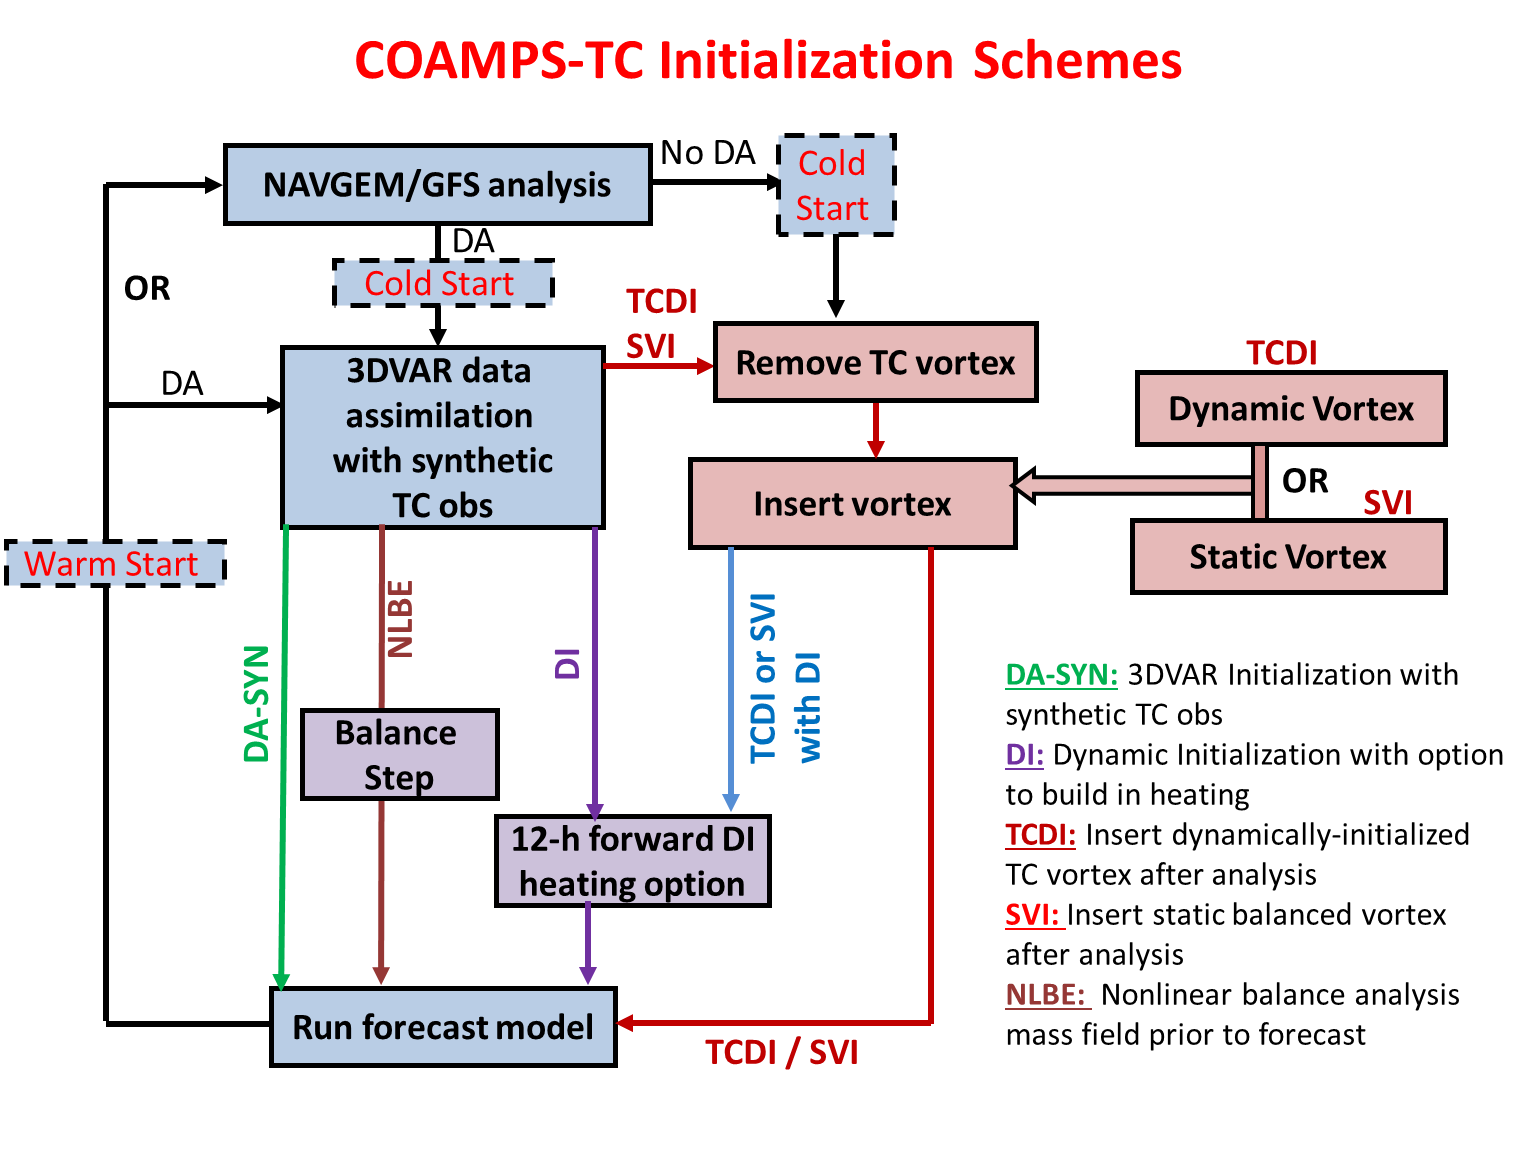 COAMPS-TC Initialization Schemes
NAVGEM/GFS analysis
No DA
Cold
Start
DA
Cold Start
OR
TCDI
SVI
3DVAR data
assimilation
with synthetic
TC obs
DA
Remove TC vortex
TCDI
Dynamic Vortex
Insert vortex
OR
SVI
Static Vortex
Warm Start
DA-SYN
NLBE
DI
TCDI or SVI
with DI
Balance
Step
12-h forward DI
heating option
Run forecast model
TCDI / SVI
DA-SYN: 3DVAR Initialization with
synthetic TC obs
DI: Dynamic Initialization with option
to build in heating
TCDI: Insert dynamically-initialized
TC vortex after analysis
SVI: Insert static balanced vortex
after analysis
NLBE: Nonlinear balance analysis
mass field prior to forecast